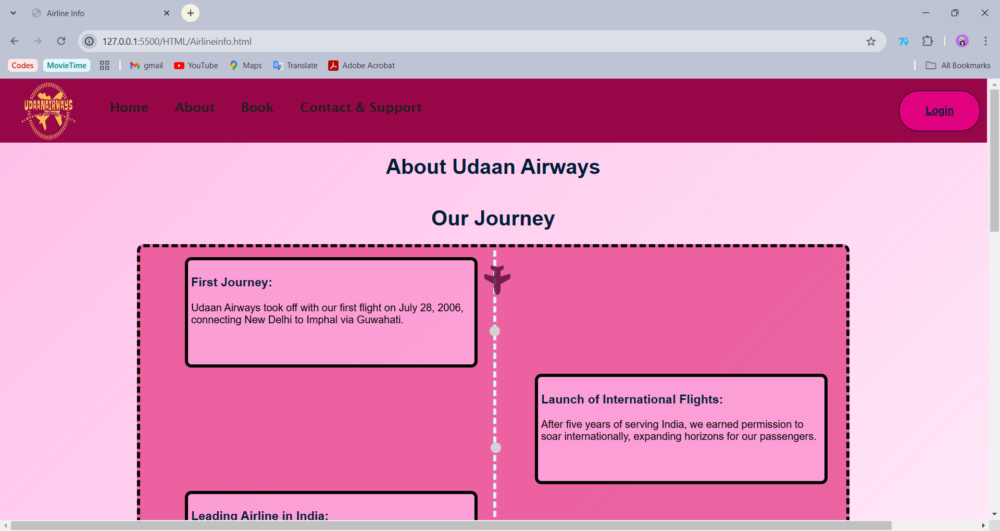 Airline Info
127.0.0.1:5500/HTML/Airlineinfo.html
Codes
MovieTime
gmail
YouTube
Maps
Translate
Adobe Acrobat
All Bookmarks
UDAANAIRWAYS
Home
About
Book
Contact & Support
Login
About Udaan Airways
Our Journey
First Journey:
Udaan Airways took off with our first flight on July 28, 2006,
connecting New Delhi to Imphal via Guwahati.
Launch of International Flights:
After five years of serving India, we earned permission to
soar internationally, expanding horizons for our passengers.
Leading Airline in India: